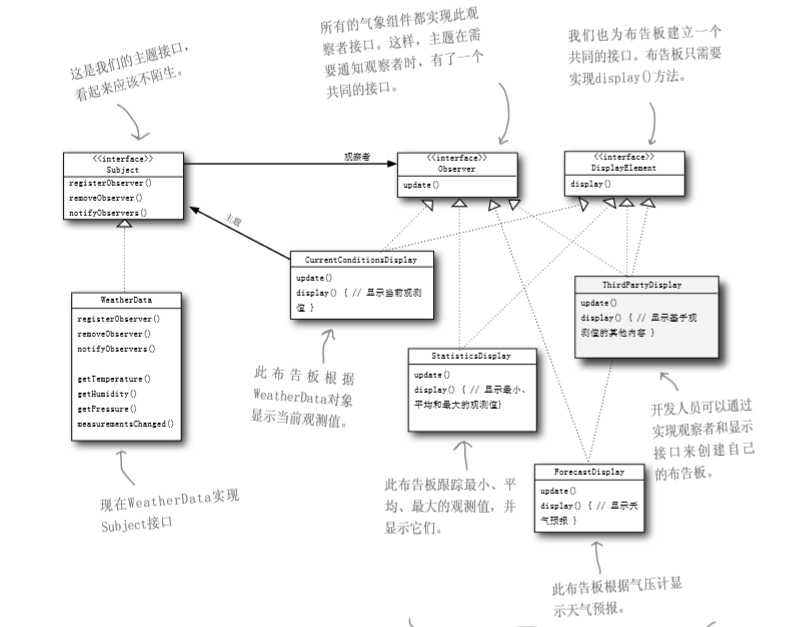 这是我们的主题接口，
看起来应该不陌生。
所有的气象组件都实现此观
察者接口。这样，主题在需
要通知观察者时，有了一个
共同的接口。
我们也为布告板建立一个
共同的接口。布告板只需要
实现display()方法。
<<interface>>
Subject
registerObserver()
removeObserver()
notifyObservers()
观察者
<<interface>>
Observer
update()
<<interface>>
DisplayElement
display()
主题
CurrentConditionsDisplay
update()
display() { // 显示当前观测
值 }
WeatherData
registerObserver()
removeObserver()
notifyObservers()
getTemperature()
getHumidity()
getPressure()
measurementsChanged()
ThirdPartyDisplay
update()
display() { // 显示基于观
测值的其他内容 }
StatisticsDisplay
update()
display() { // 显示最小、
平均和最大的观测值}
此布告板根据
WeatherData对象
显示当前观测值。
开发人员可以通过
实现观察者和显示
接口来创建自己
的布告板。
ForecastDisplay
update()
display() { // 显示天
气预报 }
现在WeatherData实现
Subject接口
此布告板跟踪最小、平
均、最大的观测值，并
显示它们。
此布告板根据气压计显
示天气预报。